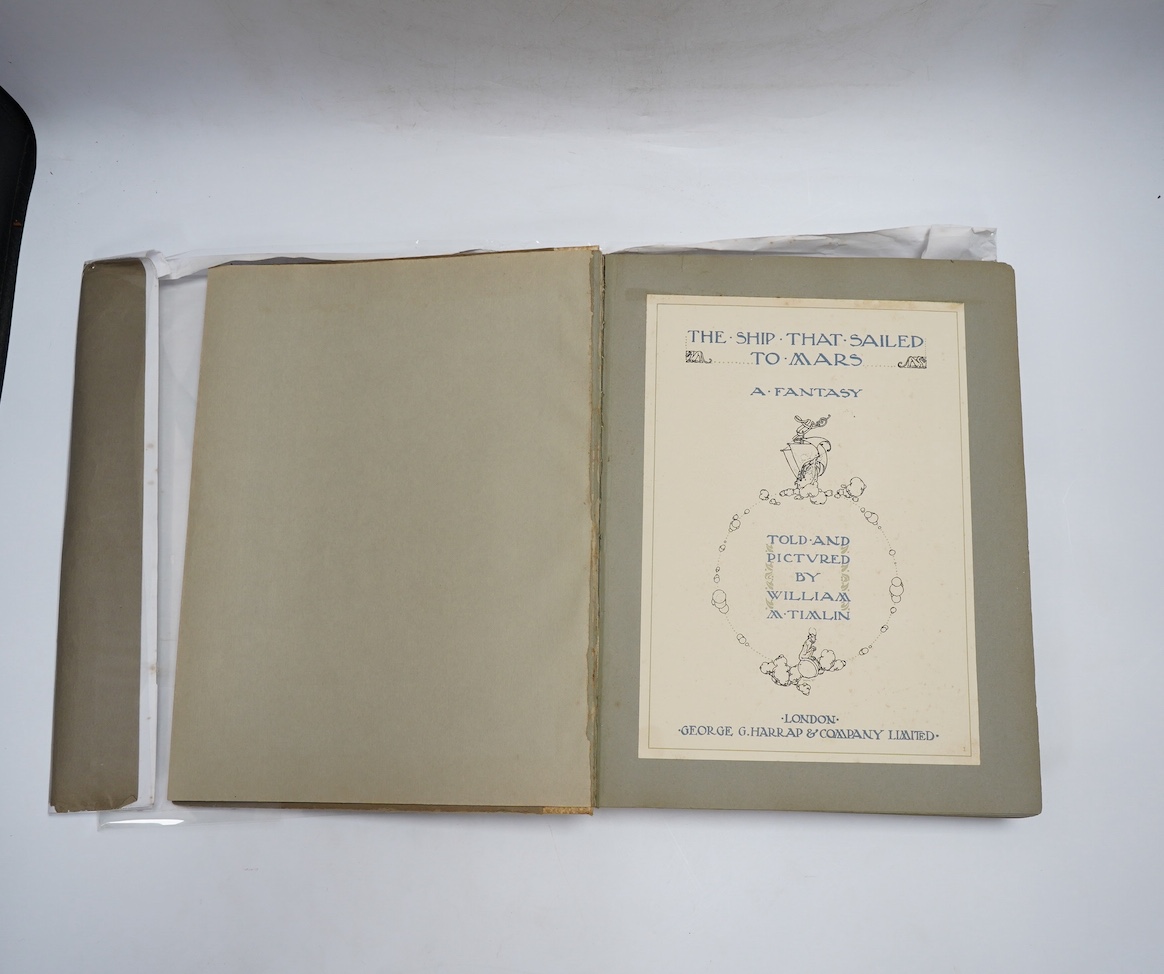 THE·SHIP·THAT·SAILED
TO·MARS
A·FANTASY
TOLD·AND
PICTVRED
BY
WILLIAM
M·TIMLIN
·LONDON·
·GEORGE G. HARRAP & COMPANY LIMITED·